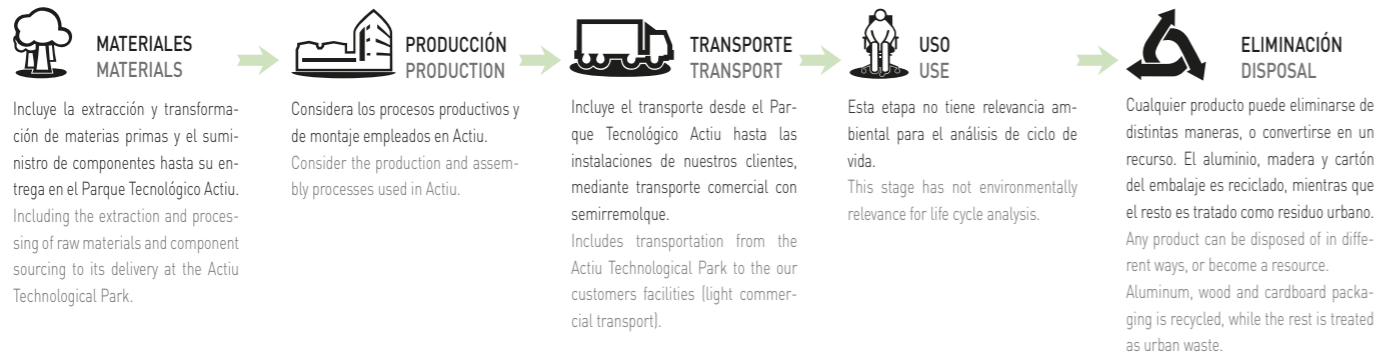 MATERIALES
MATERIALS
Incluye la extracción y transforma-
ción de materias primas y el sumi-
nistro de componentes hasta su en-
trega en el Parque Tecnológico Actiu.
Including the extraction and proces-
sing of raw materials and component
sourcing to its delivery at the Actiu
Technological Park.
PRODUCCIÓN
PRODUCTION
Considera los procesos productivos y
de montaje empleados en Actiu.
Consider the production and assem-
bly processes used in Actiu.
TRANSPORTE
TRANSPORT
Incluye el transporte desde el Par-
que Tecnológico Actiu hasta las
instalaciones de nuestros clientes,
mediante transporte comercial con
semirremolque.
Includes transportation from the
Actiu Technological Park to the our
customers facilities (light commer-
cial transport).
USO
USE
Esta etapa no tiene relevancia am-
biental para el análisis de ciclo de
vida.
This stage has not environmentally
relevance for life cycle analysis.
ELIMINACIÓN
DISPOSAL
Cualquier producto puede eliminarse de
distintas maneras, o convertirse en un
recurso. El aluminio, madera y cartón
del embalaje es reciclado, mientras que
el resto es tratado como residuo urbano.
Any product can be disposed of in diffe-
rent ways, or become a resource.
Aluminum, wood and cardboard packa-
ging is recycled, while the rest is treated
as urban waste.